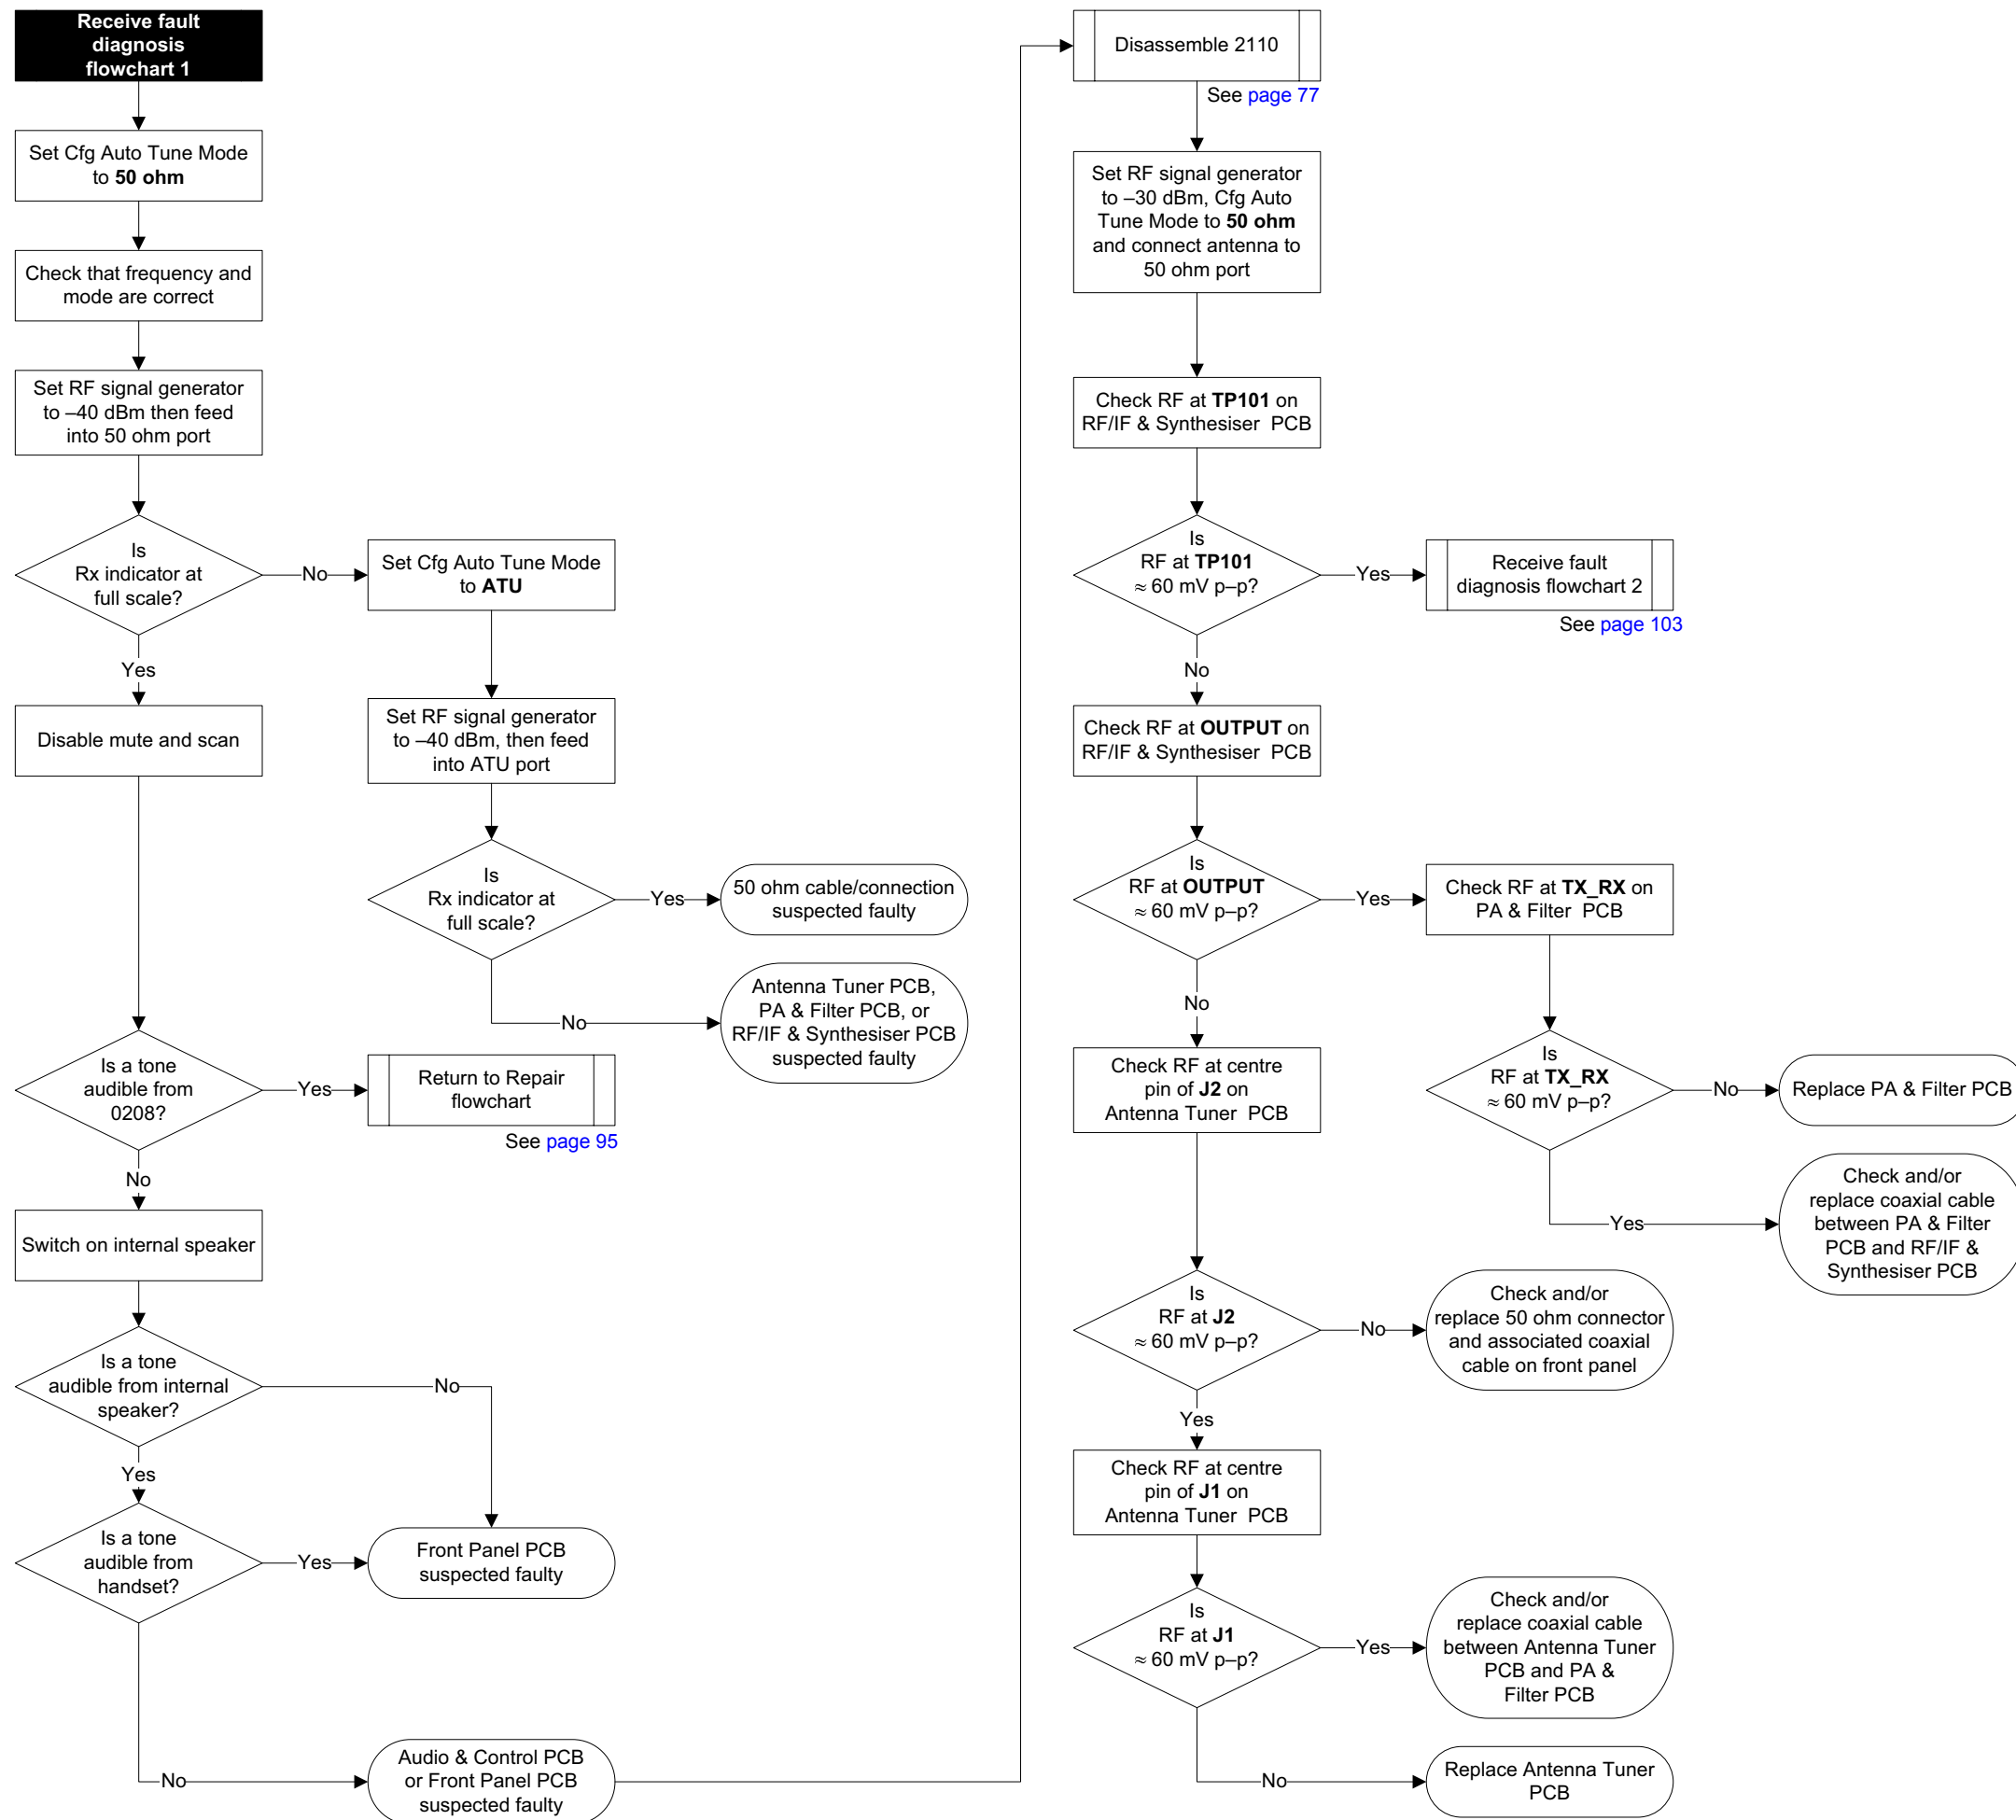 Receive fault
diagnosis
flowchart 1
Set Cfg Auto Tune Mode
to 50 ohm
Check that frequency and
mode are correct
Set RF signal generator
to –40 dBm then feed
into 50 ohm port
Is
Rx indicator at
full scale?
No
Yes
Set Cfg Auto Tune Mode
to ATU
Set RF signal generator
to –40 dBm, then feed
into ATU port
Is
Rx indicator at
full scale?
Yes
50 ohm cable/connection
suspected faulty
No
Antenna Tuner PCB,
PA & Filter PCB, or
RF/IF & Synthesiser PCB
suspected faulty
Disable mute and scan
Is a tone
audible from
0208?
Yes
Return to Repair
flowchart
See page 95
No
Switch on internal speaker
Is a tone
audible from internal
speaker?
No
Yes
Is a tone
audible from
handset?
Yes
Front Panel PCB
suspected faulty
No
Audio & Control PCB
or Front Panel PCB
suspected faulty
Disassemble 2110
See page 77
Set RF signal generator
to –30 dBm, Cfg Auto
Tune Mode to 50 ohm
and connect antenna to
50 ohm port
Check RF at TP101 on
RF/IF & Synthesiser PCB
Is
RF at TP101
≈ 60 mV p–p?
Yes
Receive fault
diagnosis flowchart 2
See page 103
No
Check RF at OUTPUT on
RF/IF & Synthesiser PCB
Is
RF at OUTPUT
≈ 60 mV p–p?
Yes
Check RF at TX_RX on
PA & Filter PCB
Is
RF at TX_RX
≈ 60 mV p–p?
No
Replace PA & Filter PCB
Yes
Check and/or
replace coaxial cable
between PA & Filter
PCB and RF/IF &
Synthesiser PCB
No
Check RF at centre
pin of J2 on
Antenna Tuner PCB
Is
RF at J2
≈ 60 mV p–p?
No
Check and/or
replace 50 ohm connector
and associated coaxial
cable on front panel
Yes
Check RF at centre
pin of J1 on
Antenna Tuner PCB
Is
RF at J1
≈ 60 mV p–p?
Yes
Check and/or
replace coaxial cable
between Antenna Tuner
PCB and PA &
Filter PCB
No
Replace Antenna Tuner
PCB